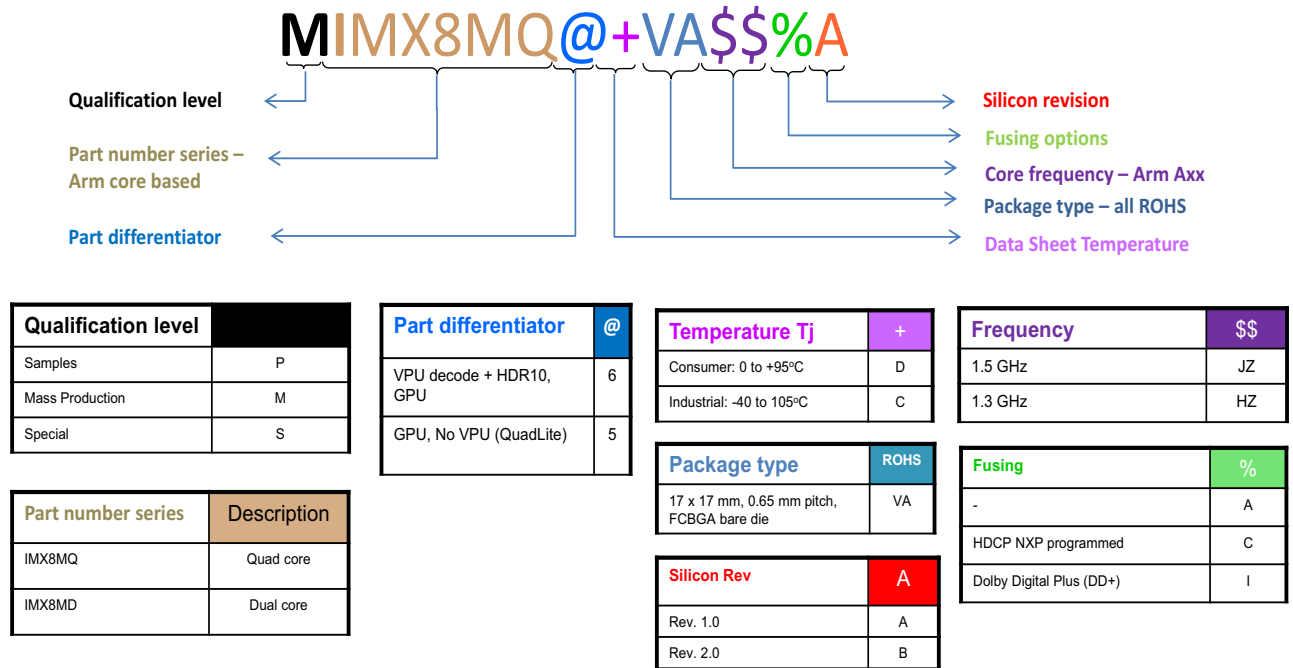 MIMX8MQ@+VA$$%A
Qualification level
Part number series –
Arm core based
Part differentiator
Silicon revision
Fusing options
Core frequency – Arm Axx
Package type – all ROHS
Data Sheet Temperature
Qualification level
Samples P
Mass Production M
Special S
Part number series Description
IMX8MQ Quad core
IMX8MD Dual core
Part differentiator @
VPU decode + HDR10,
GPU 6
GPU, No VPU (QuadLite) 5
Temperature Tj +
Consumer: 0 to +95ºC D
Industrial: -40 to 105ºC C
Package type ROHS
17 x 17 mm, 0.65 mm pitch,
FCBGA bare die VA
Silicon Rev A
Rev. 1.0 A
Rev. 2.0 B
Frequency $$
1.5 GHz JZ
1.3 GHz HZ
Fusing %
- A
HDCP NXP programmed C
Dolby Digital Plus (DD+) I